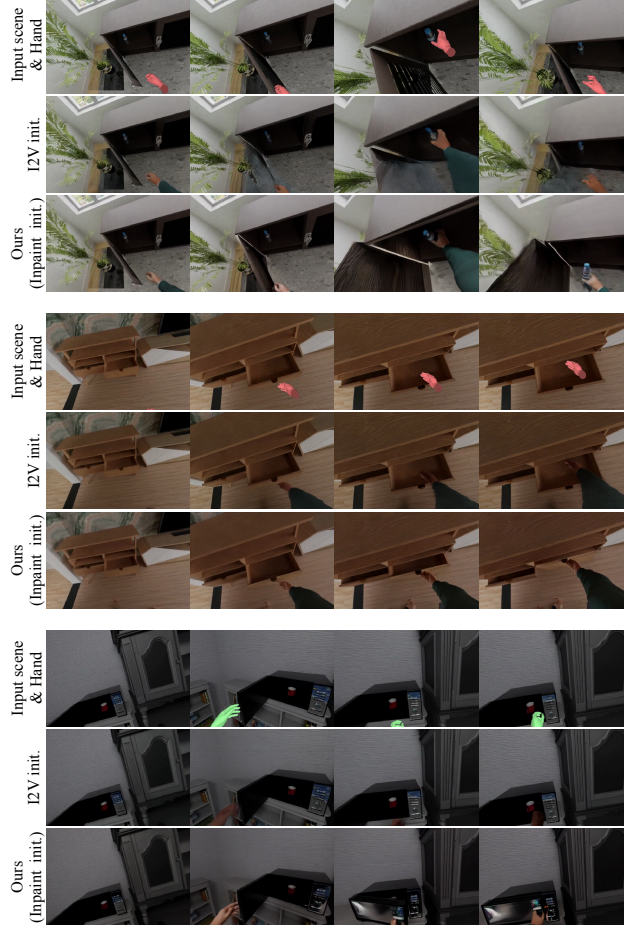 Input scene
& Hand
I2V init.
Ours
(Inpaint init.)
Input scene
& Hand
I2V init.
Ours
(Inpaint init.)
Input scene
& Hand
I2V init.
Ours
(Inpaint init.)